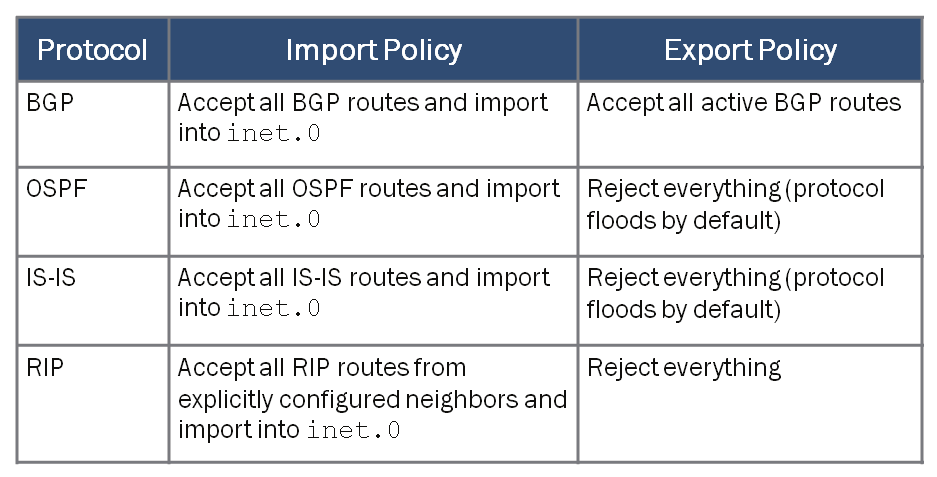 Protocol Import Policy Export Policy
BGP Accept all BGP routes and import Accept all active BGP routes
into inet.0
OSPF Accept all OSPF routes and import Reject everything (protocol
into inet.0 floods by default)
IS-IS Accept all IS-IS routes and import Reject everything (protocol
into inet.0 floods by default)
RIP Accept all RIP routes from Reject everything
explicitly configured neighbors and
import into inet.0